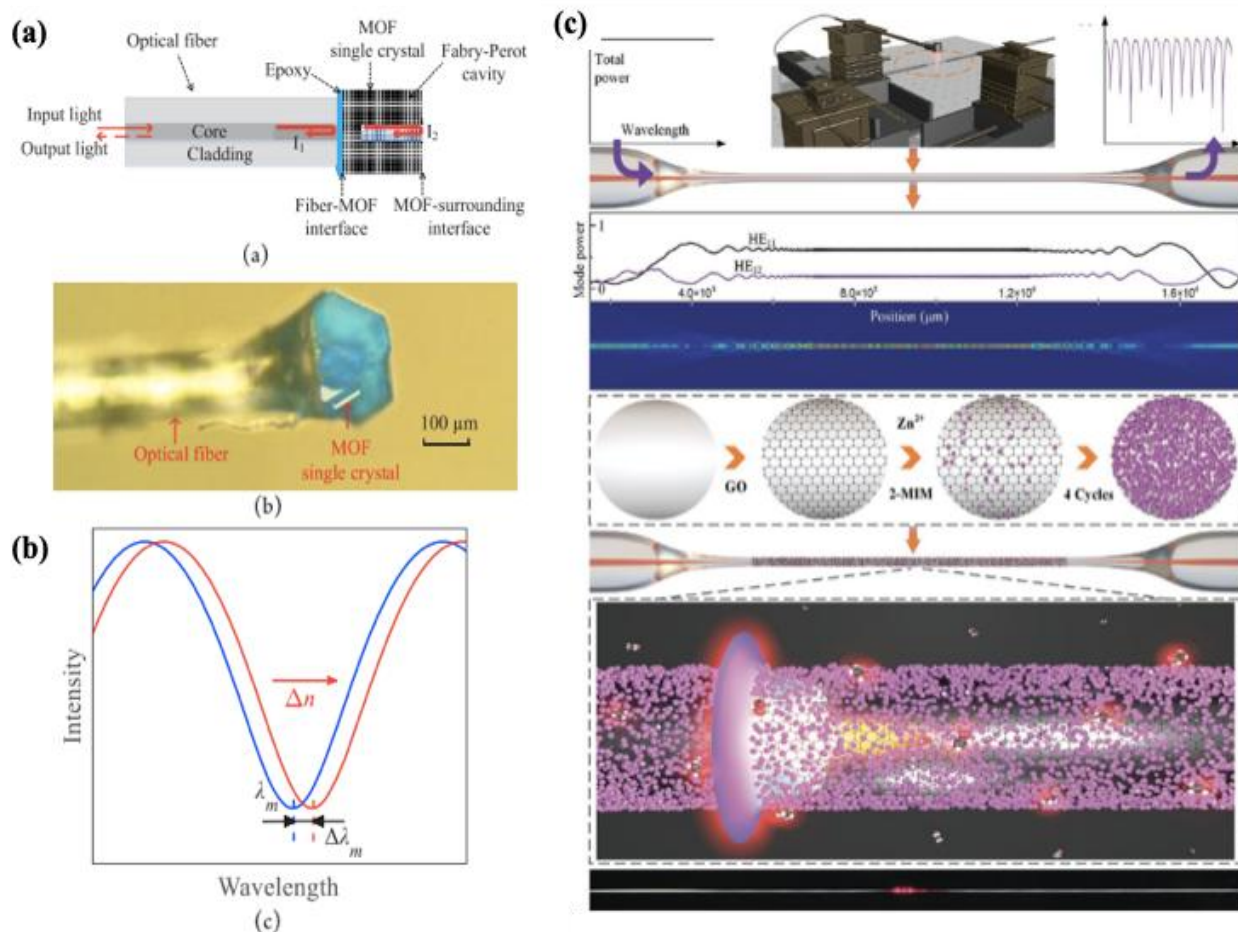 (a)
Optical fiber
MOF
single crystal
Fabry-Perot
cavity
Epoxy
Input light
Output light
Core
Cladding
I₁
I₂
Fiber-MOF
interface
MOF-surrounding
interface
(a)
Optical fiber
MOF
single crystal
100 μm
(b)
(b)
Intensity
Δn
λm
Δλm
Wavelength
(c)
(c)
Total
power
Wavelength
Mode power
1
0
HE₁₁
HE₁₂
4.0×10³
8.0×10³
1.2×10⁴
1.6×10⁴
Position (μm)
GO
Zn²⁺
2-MIM
4 Cycles